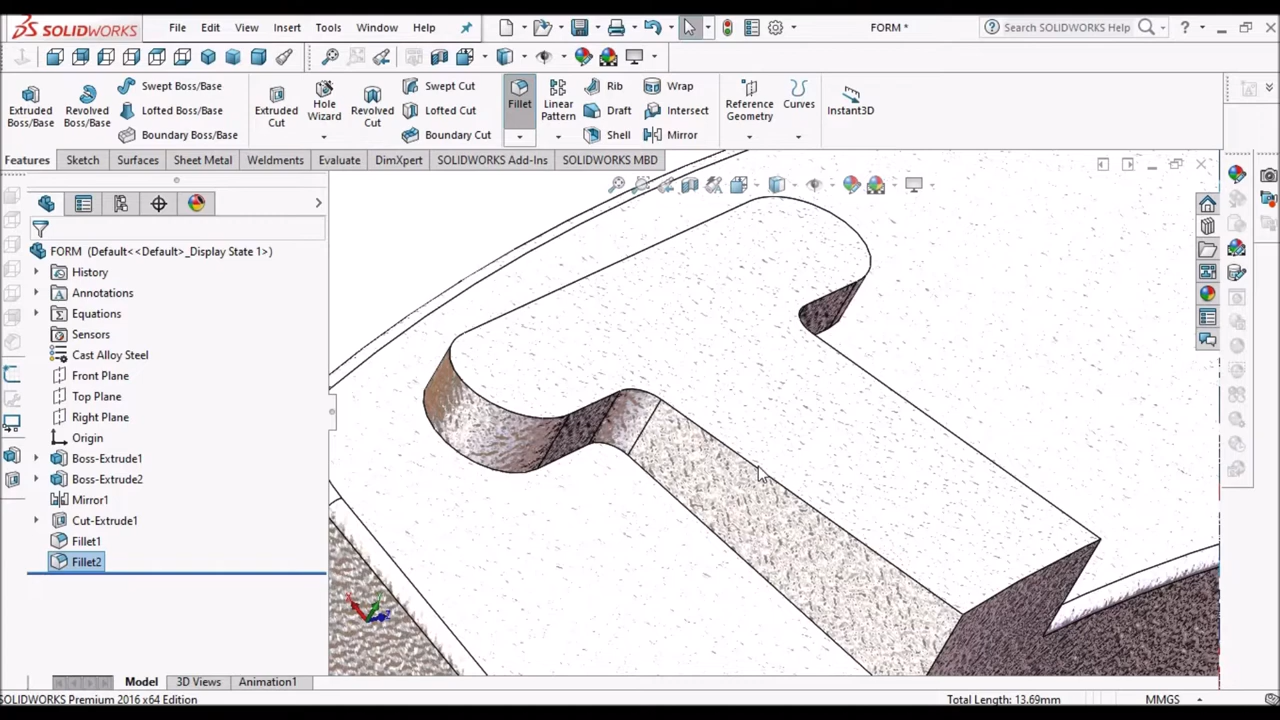 SOLIDWORKS
File Edit View Insert Tools Window Help
FORM *
Search SOLIDWORKS Help
?
Extruded Boss/Base
Revolved Boss/Base
Swept Boss/Base
Lofted Boss/Base
Boundary Boss/Base
Extruded Cut
Hole Wizard
Revolved Cut
Swept Cut
Lofted Cut
Boundary Cut
Fillet
Linear Pattern
Rib
Draft
Shell
Wrap
Intersect
Mirror
Reference Geometry
Curves
Instant3D
Features Sketch Surfaces Sheet Metal Weldments Evaluate DimXpert SOLIDWORKS Add-Ins SOLIDWORKS MBD
FORM (Default<<Default>_Display State 1>)
History
Annotations
Equations
Sensors
Cast Alloy Steel
Front Plane
Top Plane
Right Plane
Origin
Boss-Extrude1
Boss-Extrude2
Mirror1
Cut-Extrude1
Fillet1
Fillet2
Model 3D Views Animation1
SOLIDWORKS Premium 2016 x64 Edition
Total Length: 13.69mm
MMGS